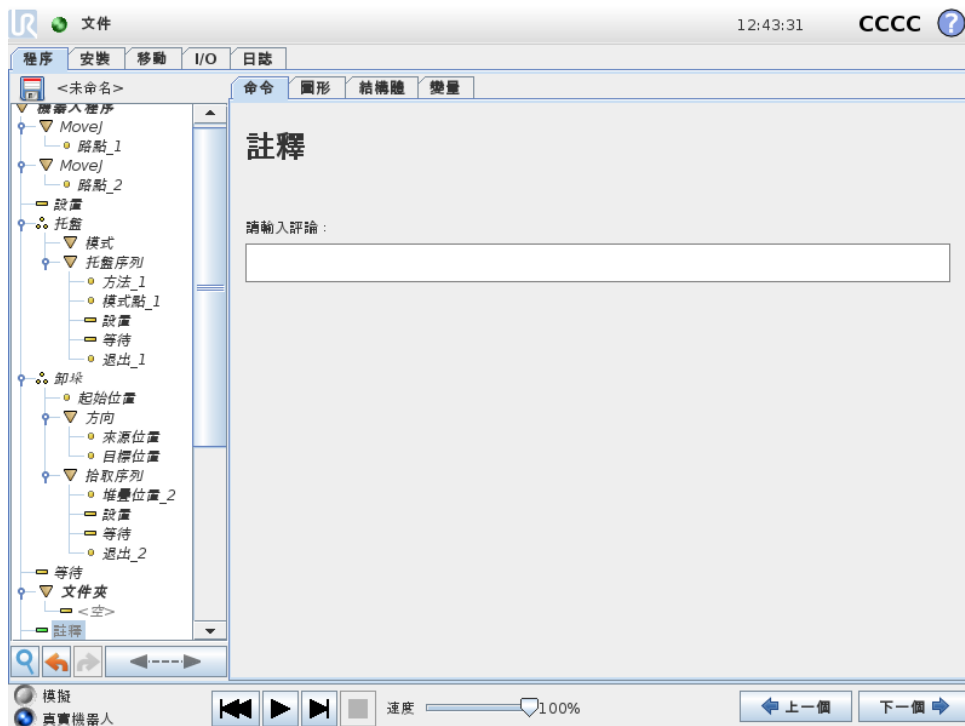 UR 文件 12:43:31 CCCC ?
程序 安裝 移動 I/O 日誌
<未命名>
命令 圖形 結構體 變量
機器人程序
MoveJ
路點_1
MoveJ
路點_2
設置
托盤
模式
托盤序列
方法_1
模式點_1
設置
等待
退出_1
卸垛
起始位置
方向
來源位置
目標位置
拾取序列
堆疊位置_2
設置
等待
退出_2
等待
文件夾
<空>
註釋
註釋
請輸入評論 :
模擬
真實機器人
速度 100%
上一個 下一個